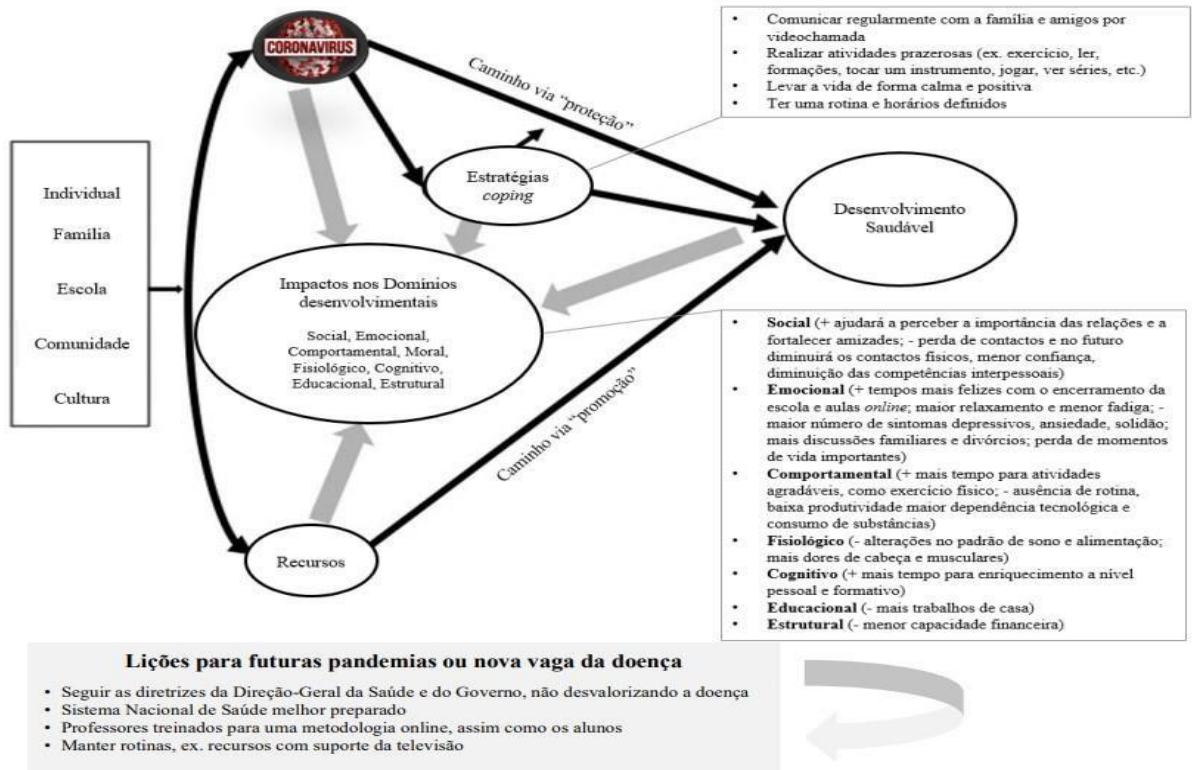 CORONAVIRUS
Individual
Família
Escola
Comunidade
Cultura
Caminho via “proteção”
Estratégias
coping
• Comunicar regularmente com a família e amigos por
videochamada
• Realizar atividades prazerosas (ex. exercício, ler,
formações, tocar um instrumento, jogar, ver séries, etc.)
• Levar a vida de forma calma e positiva
• Ter uma rotina e horários definidos
Desenvolvimento
Saudável
Impactos nos Domínios
desenvolvimentais
Social, Emocional,
Comportamental, Moral,
Fisiológico, Cognitivo,
Educacional, Estrutural
Caminho via “promoção”
Recursos
• Social (+ ajudará a perceber a importância das relações e a
fortalecer amizades; - perda de contactos e no futuro
diminuirá os contactos físicos, menor confiança,
diminuição das competências interpessoais)
• Emocional (+ tempos mais felizes com o encerramento da
escola e aulas online; maior relaxamento e menor fadiga; -
maior número de sintomas depressivos, ansiedade, solidão;
mais discussões familiares e divórcios; perda de momentos
de vida importantes)
• Comportamental (+ mais tempo para atividades
agradáveis, como exercício físico; - ausência de rotina,
baixa produtividade maior dependência tecnológica e
consumo de substâncias)
• Fisiológico (- alterações no padrão de sono e alimentação;
mais dores de cabeça e musculares)
• Cognitivo (+ mais tempo para enriquecimento a nível
pessoal e formativo)
• Educacional (- mais trabalhos de casa)
• Estrutural (- menor capacidade financeira)
Lições para futuras pandemias ou nova vaga da doença
• Seguir as diretrizes da Direção-Geral da Saúde e do Governo, não desvalorizando a doença
• Sistema Nacional de Saúde melhor preparado
• Professores treinados para uma metodologia online, assim como os alunos
• Manter rotinas, ex. recursos com suporte da televisão